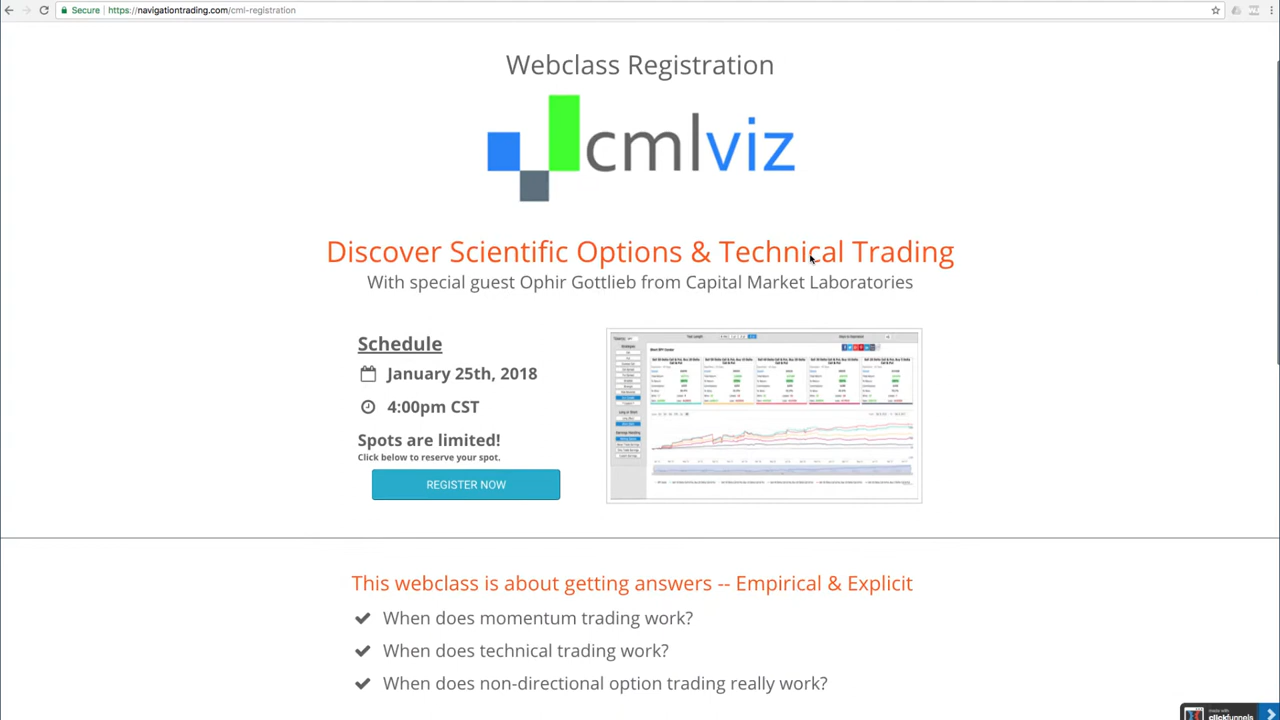 Secure
https://navigationtrading.com/cml-registration
Webclass Registration
cmlviz
Discover Scientific Options & Technical Trading
With special guest Ophir Gottlieb from Capital Market Laboratories
Schedule
January 25th, 2018
4:00pm CST
Spots are limited!
Click below to reserve your spot.
REGISTER NOW
This webclass is about getting answers -- Empirical & Explicit
When does momentum trading work?
When does technical trading work?
When does non-directional option trading really work?
made with
clickfunnels